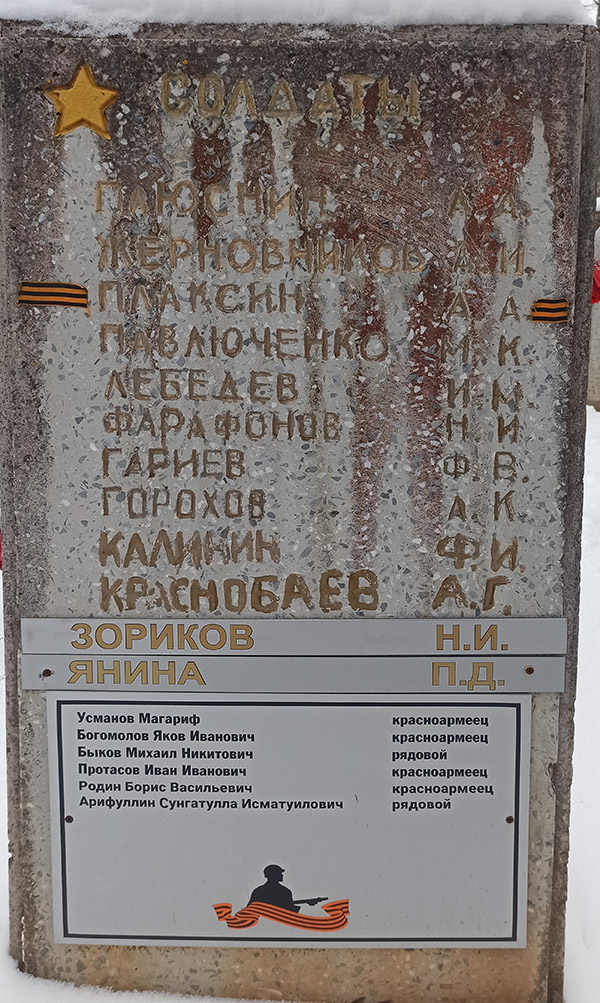 СОЛДАТЫ
ПЛЮСНИН А. Д.
ЖЕРНОВНИКОВ А. И.
ПЛАКСИН А А
ПАВЛЮЧЕНКО М. К
ЛЕБЕДЕВ И М
ФАРАФОНОВ Н И
ГАРИЕВ Ф. В.
ГОРОХОВ А. К
КАЛИНИН Ф И.
КРАСНОБАЕВ А. Г.
ЗОРИКОВ Н.И.
ЯНИНА П.Д.
Усманов Магариф красноармеец
Богомолов Яков Иванович красноармеец
Быков Михаил Никитович рядовой
Протасов Иван Иванович красноармеец
Родин Борис Васильевич красноармеец
Арифуллин Сунгатулла Исматуилович рядовой